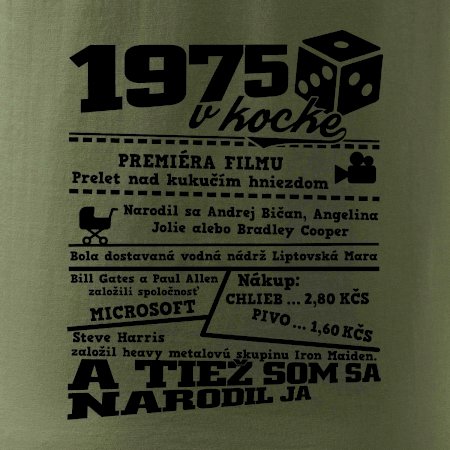 1975
v kocke
PREMIÉRA FILMU
Prelet nad kukučím hniezdom
Narodil sa Andrej Bičan, Angelina
Jolie alebo Bradley Cooper
Bola dostavaná vodná nádrž Liptovská Mara
Bill Gates a Paul Allen
založili spoločnosť
MICROSOFT
Nákup:
CHLIEB ... 2,80 KČS
PIVO ... 1,60 KČS
Steve Harris
založil heavy metalovú skupinu Iron Maiden.
A TIEŽ SOM SA
NARODIL JA